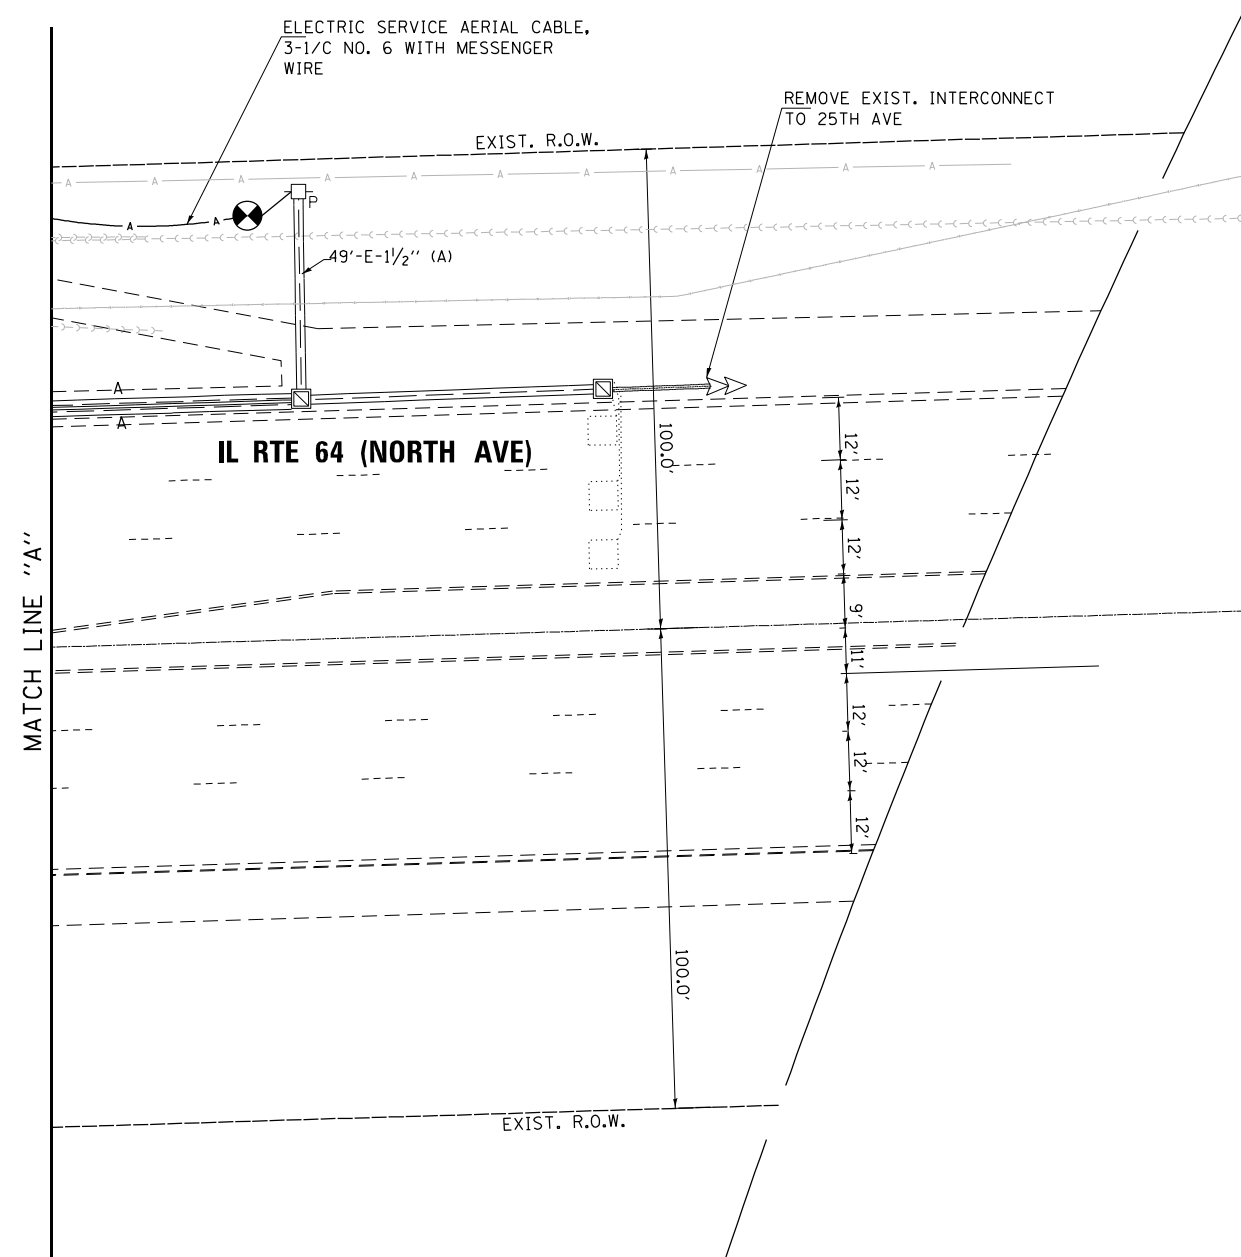 ELECTRIC SERVICE AERIAL CABLE,
3-1/C NO. 6 WITH MESSENGER
WIRE
REMOVE EXIST. INTERCONNECT
TO 25TH AVE
EXIST. R.O.W.
A A A A A A A A A A A
P
A A
49'-E-1½" (A)
A
A
IL RTE 64 (NORTH AVE)
100.0'
12'
12'
12'
9'
11'
12'
12'
12'
MATCH LINE "A"
100.0'
EXIST. R.O.W.